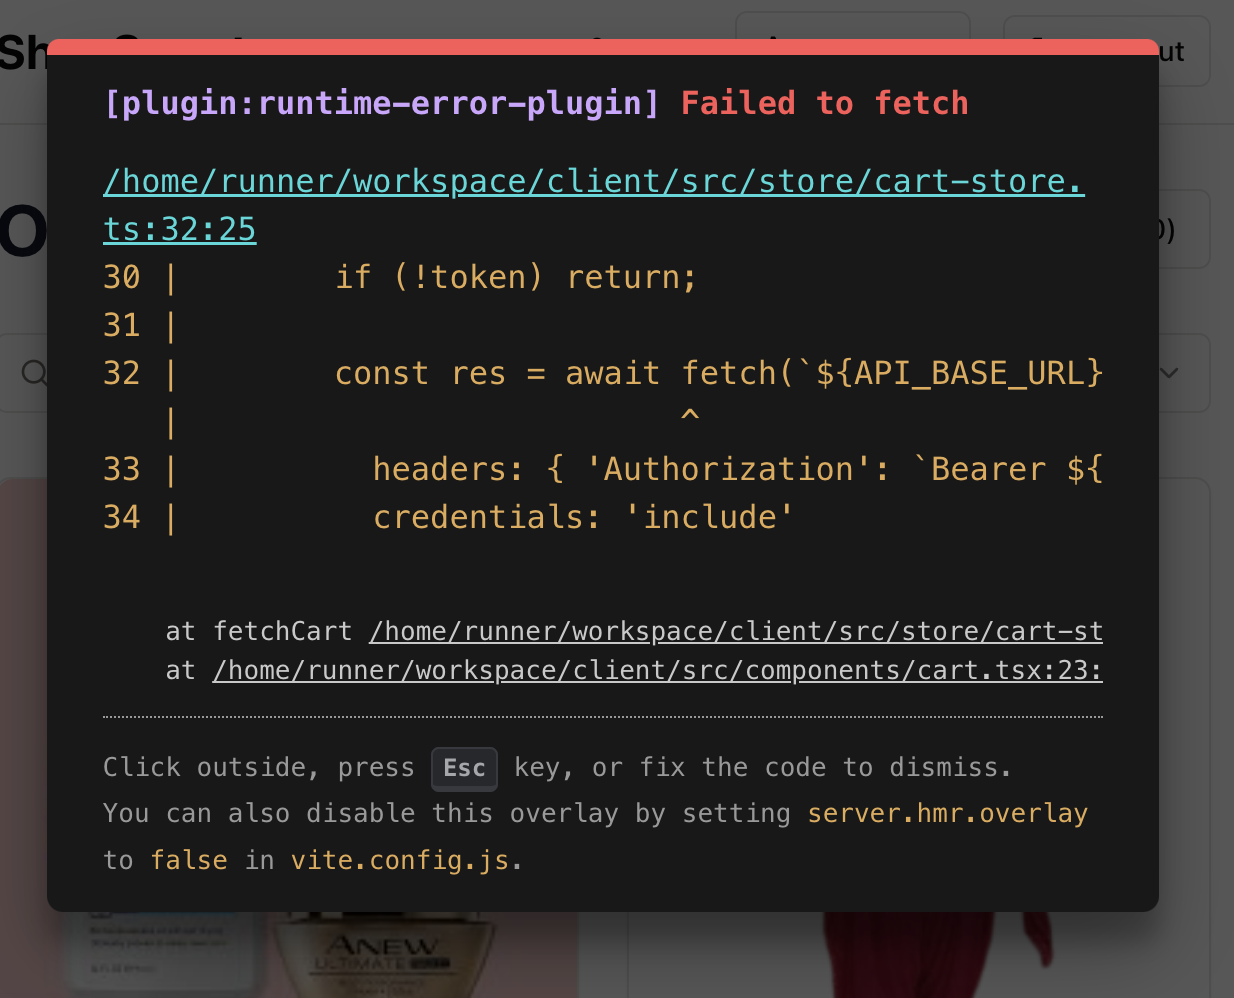 Sh
ut
[plugin:runtime-error-plugin] Failed to fetch
/home/runner/workspace/client/src/store/cart-store.
ts:32:25
30 |        if (!token) return;
31 |
32 |        const res = await fetch(`${API_BASE_URL}
   |                          ^
33 |          headers: { 'Authorization': `Bearer ${
34 |          credentials: 'include'
at fetchCart /home/runner/workspace/client/src/store/cart-st
at /home/runner/workspace/client/src/components/cart.tsx:23:
Click outside, press Esc key, or fix the code to dismiss.
You can also disable this overlay by setting server.hmr.overlay
to false in vite.config.js.
O
0)
ANEW
ULTIMATE